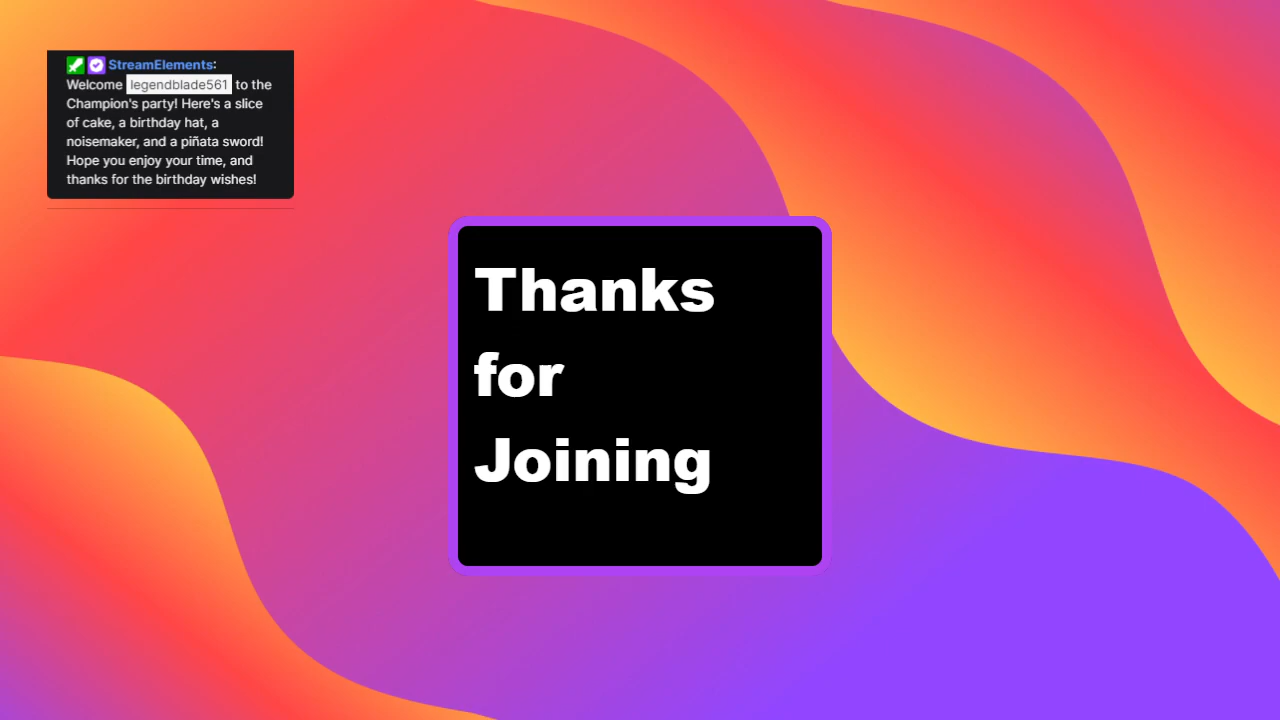 StreamElements:
Welcome legendblade561 to the
Champion's party! Here's a slice
of cake, a birthday hat, a
noisemaker, and a piñata sword!
Hope you enjoy your time, and
thanks for the birthday wishes!
Thanks
for
Joining